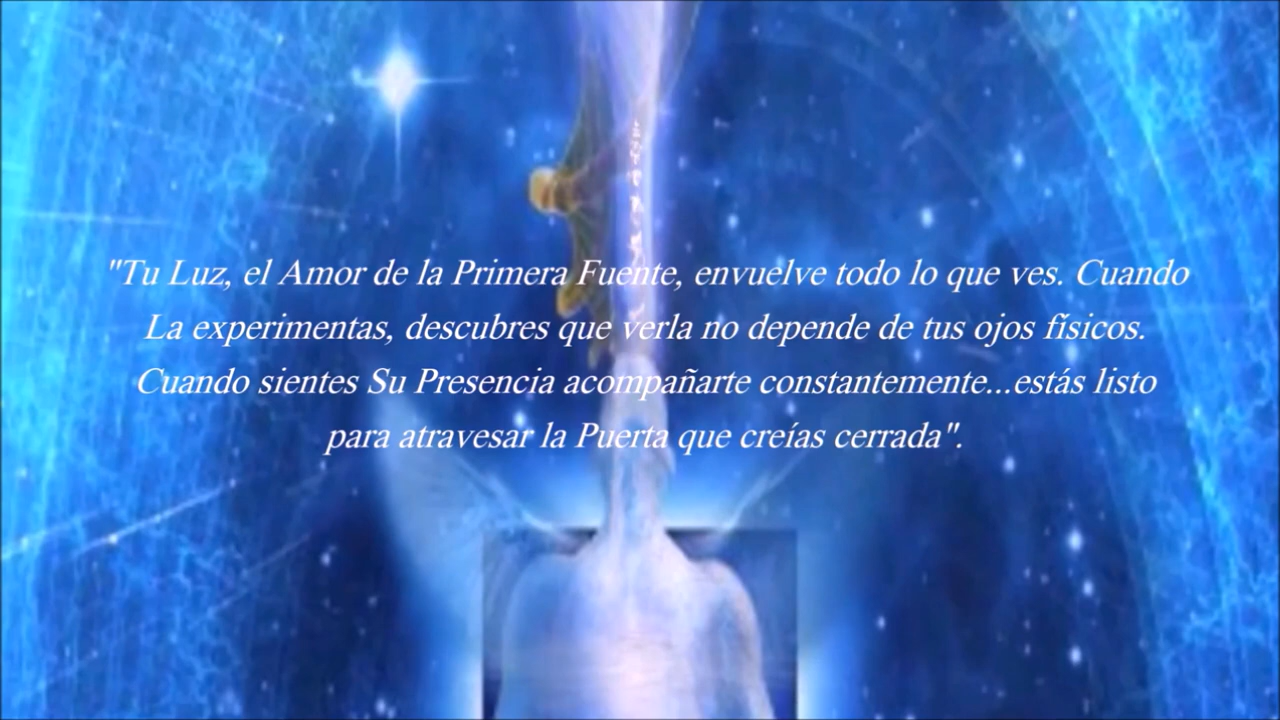 "Tu Luz, el Amor de la Primera Fuente, envuelve todo lo que ves. Cuando
La experimentas, descubres que verla no depende de tus ojos físicos.
Cuando sientes Su Presencia acompañarte constantemente...estás listo
para atravesar la Puerta que creías cerrada".